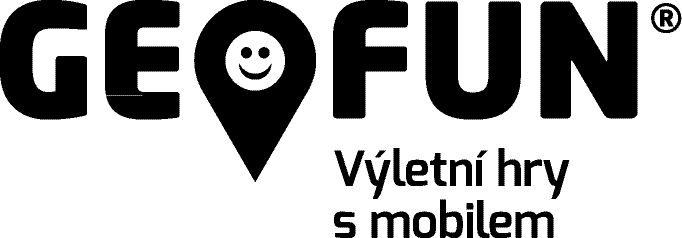 GEOFUN®
Výletní hry
s mobilem